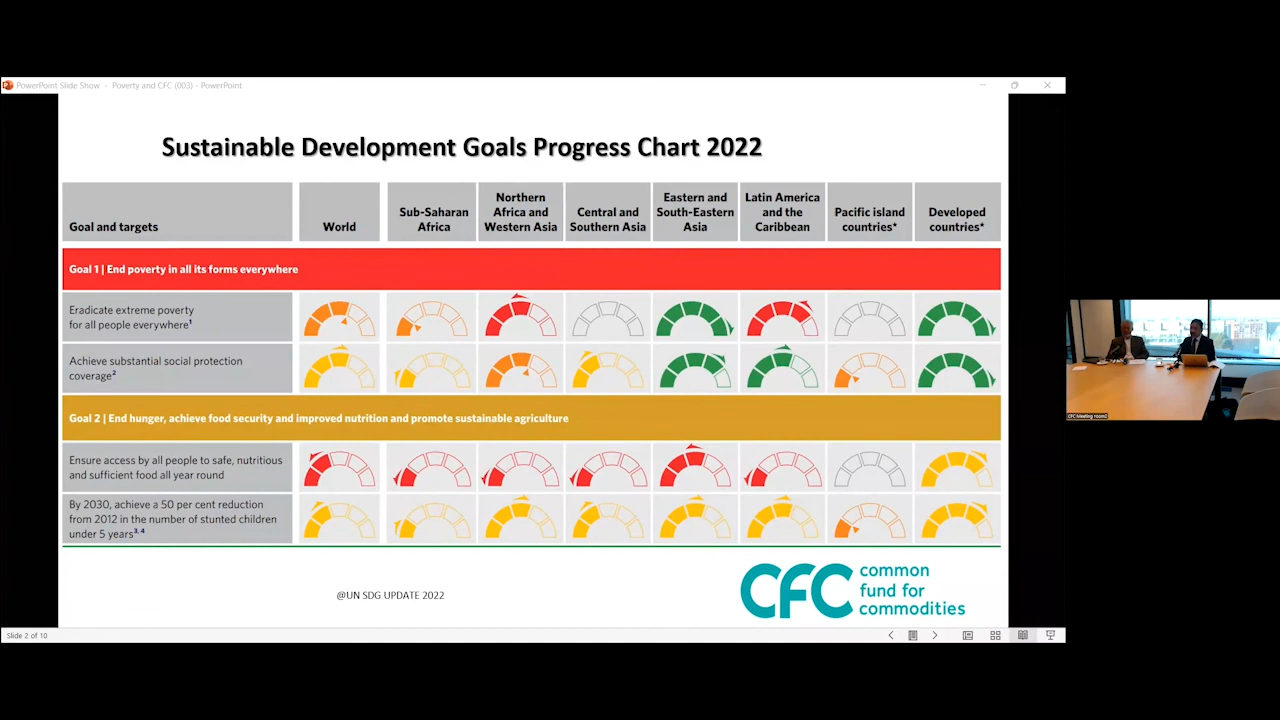 PowerPoint Slide Show - Poverty and CFC (003) - PowerPoint
Sustainable Development Goals Progress Chart 2022
Goal and targets
World
Sub-Saharan
Africa
Northern
Africa and
Western Asia
Central and
Southern Asia
Eastern and
South-Eastern
Asia
Latin America
and the
Caribbean
Pacific island
countries*
Developed
countries*
Goal 1 | End poverty in all its forms everywhere
Eradicate extreme poverty
for all people everywhere¹
Achieve substantial social protection
coverage²
Goal 2 | End hunger, achieve food security and improved nutrition and promote sustainable agriculture
Ensure access by all people to safe, nutritious
and sufficient food all year round
By 2030, achieve a 50 per cent reduction
from 2012 in the number of stunted children
under 5 years³,⁴
@UN SDG UPDATE 2022
CFC
common
fund for
commodities
Slide 2 of 10
CFC Meeting room2